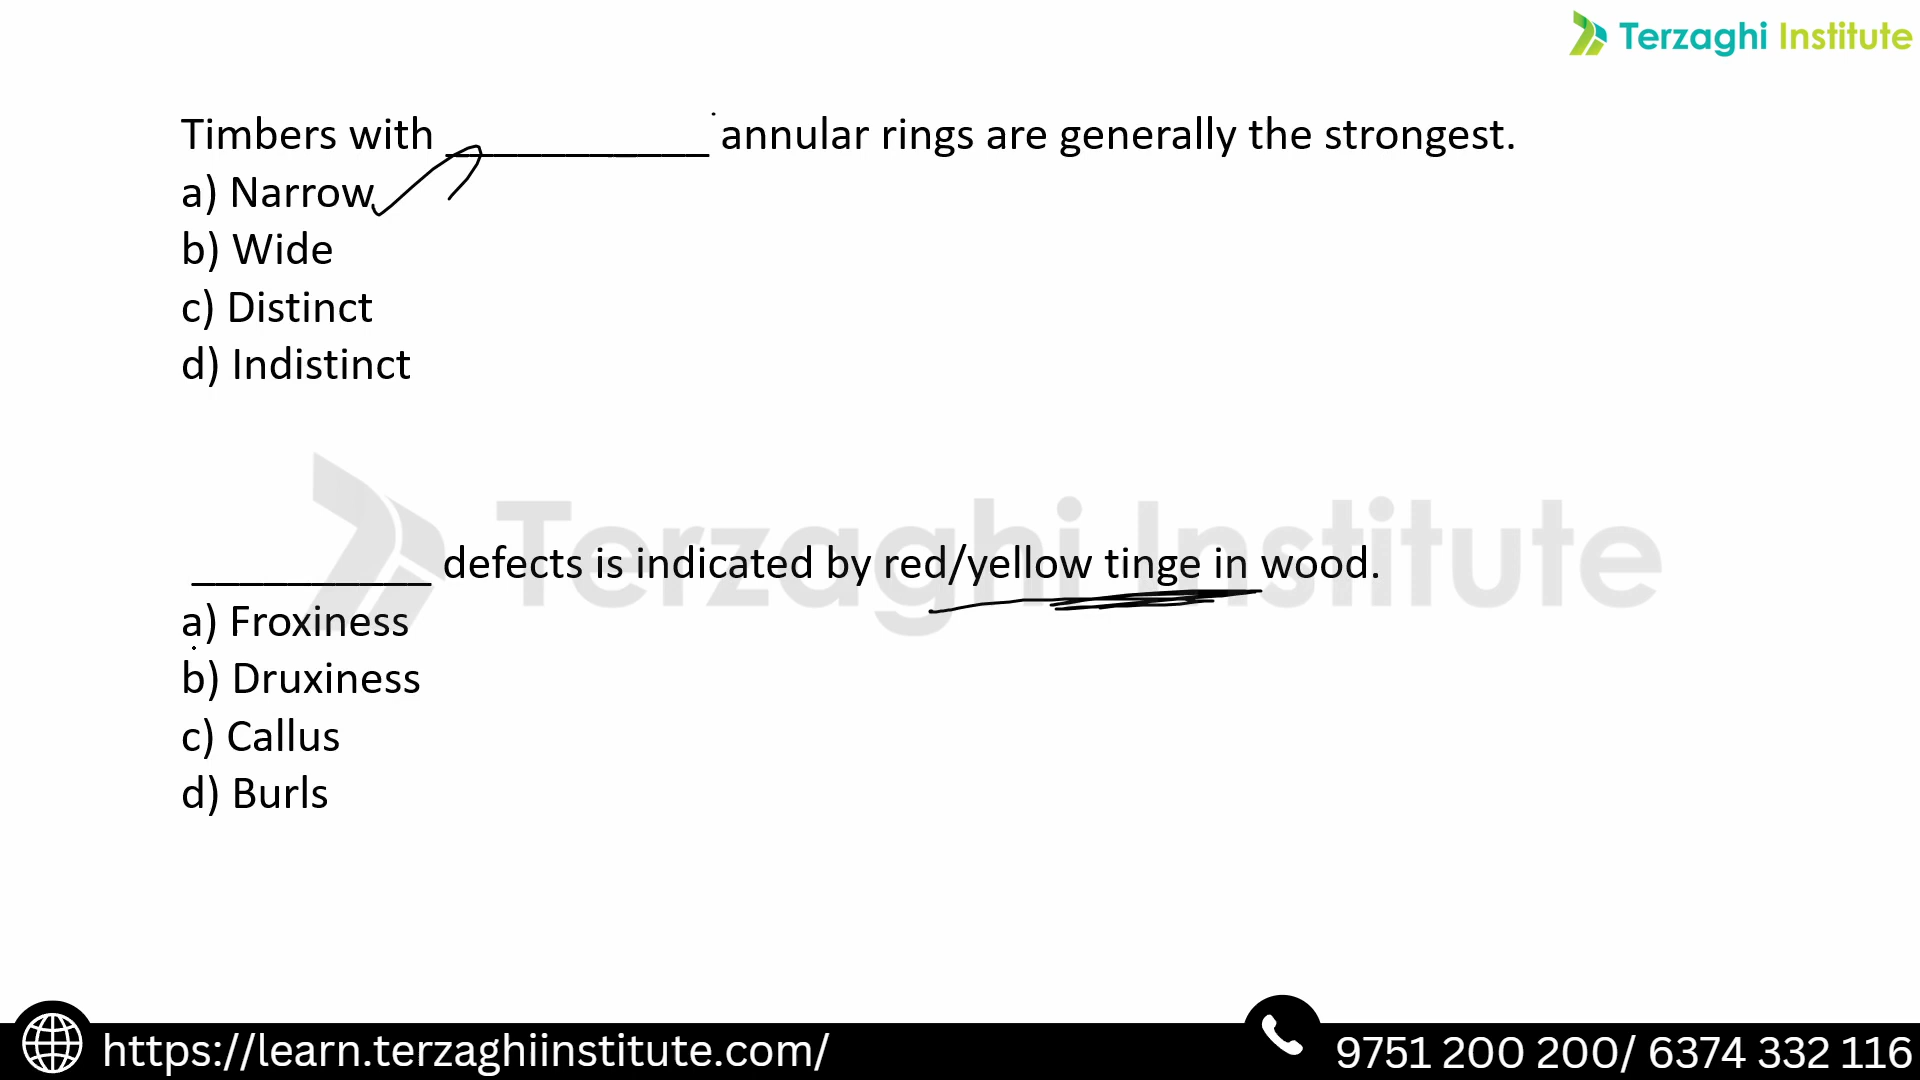 Terzaghi Institute
Timbers with ___________ annular rings are generally the strongest.
a) Narrow
b) Wide
c) Distinct
d) Indistinct
Terzaghi Institute
__________ defects is indicated by red/yellow tinge in wood.
a) Froxiness
b) Druxiness
c) Callus
d) Burls
https://learn.terzaghiinstitute.com/
9751 200 200/ 6374 332 116